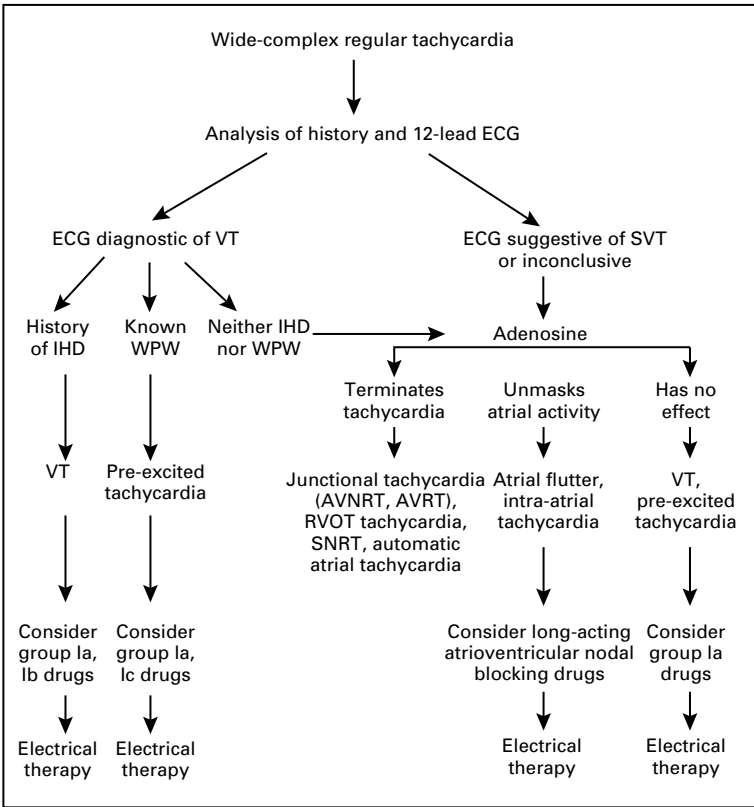 Wide-complex regular tachycardia
Analysis of history and 12-lead ECG
ECG diagnostic of VT
ECG suggestive of SVT
or inconclusive
History
of IHD
Known
WPW
Neither IHD
nor WPW
Adenosine
Terminates
tachycardia
Unmasks
atrial activity
Has no
effect
VT
Pre-excited
tachycardia
Junctional tachycardia
(AVNRT, AVRT),
RVOT tachycardia,
SNRT, automatic
atrial tachycardia
Atrial flutter,
intra-atrial
tachycardia
VT,
pre-excited
tachycardia
Consider
group Ia,
Ib drugs
Consider
group Ia,
Ic drugs
Consider long-acting
atrioventricular nodal
blocking drugs
Consider
group Ia
drugs
Electrical
therapy
Electrical
therapy
Electrical
therapy
Electrical
therapy